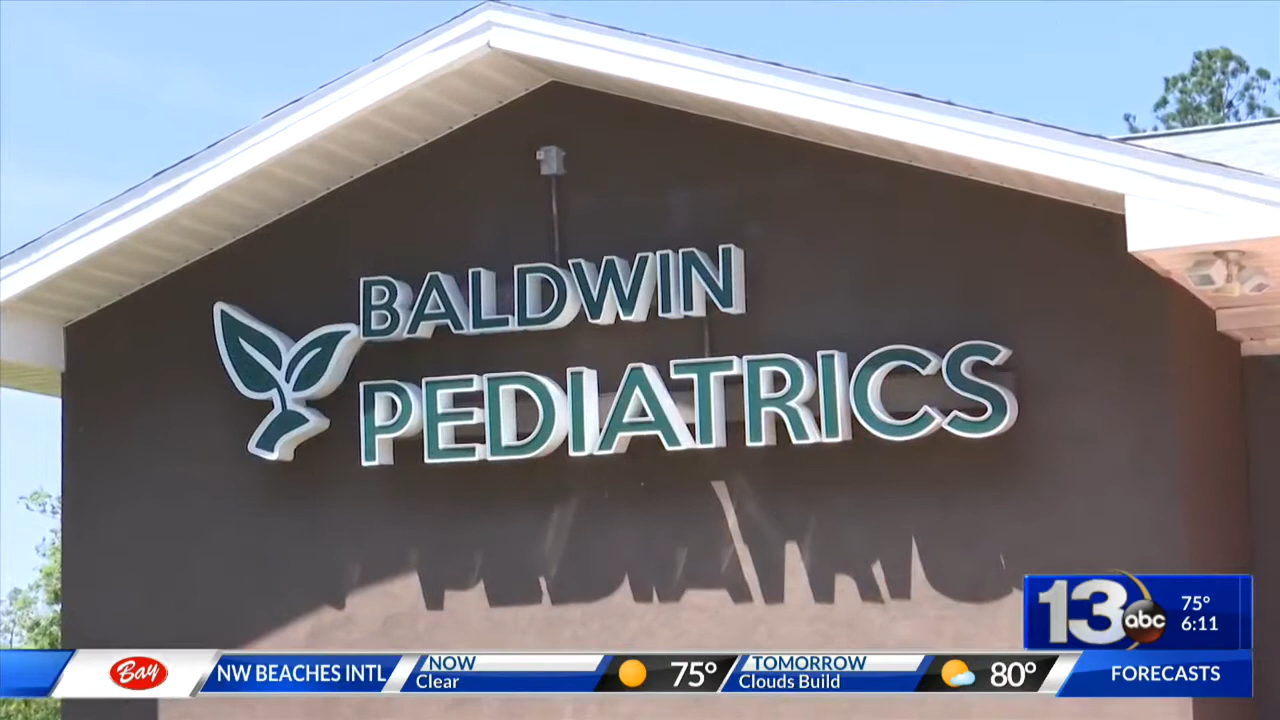 BALDWIN
PEDIATRICS
13 abc
75°
6:11
Bay
NW BEACHES INTL
NOW
Clear
75°
TOMORROW
Clouds Build
80°
FORECASTS